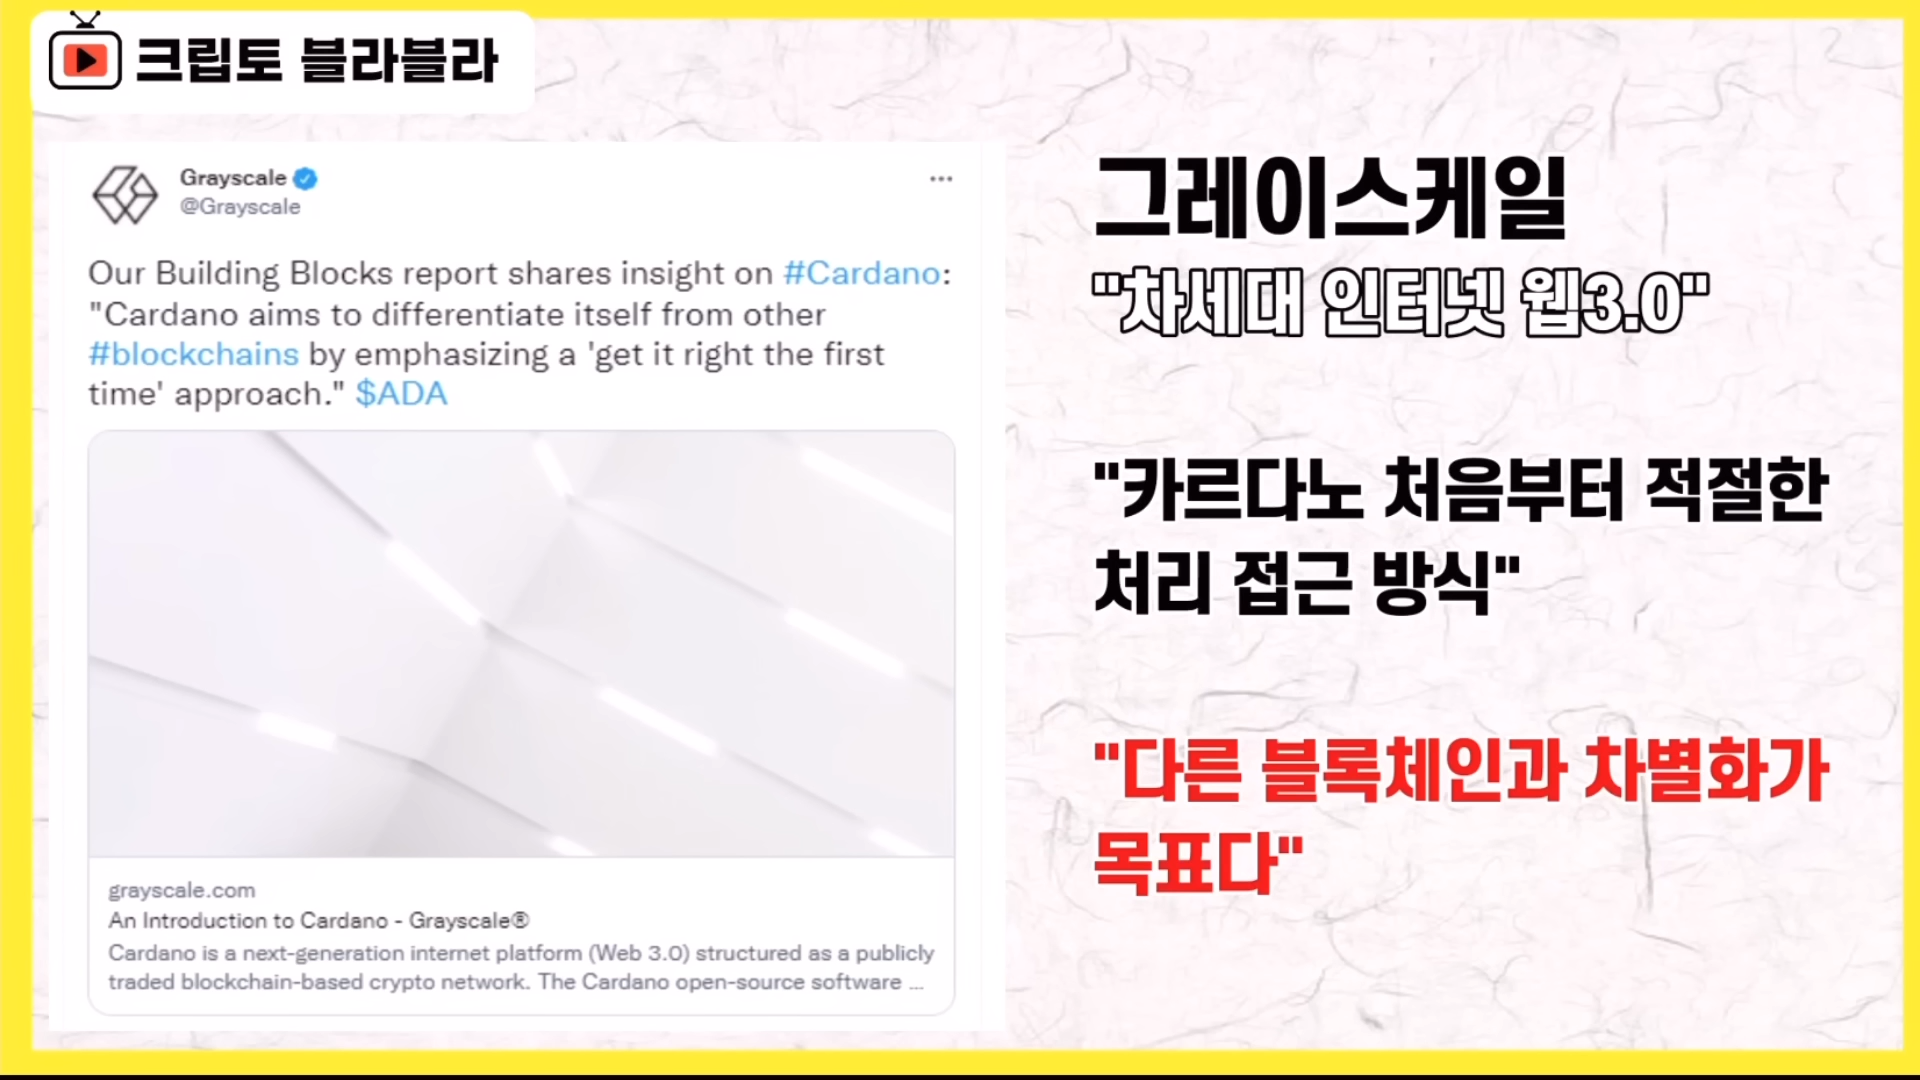 크립토 블라블라
Grayscale
@Grayscale
Our Building Blocks report shares insight on #Cardano:
"Cardano aims to differentiate itself from other
#blockchains by emphasizing a 'get it right the first
time' approach." $ADA
grayscale.com
An Introduction to Cardano - Grayscale®
Cardano is a next-generation internet platform (Web 3.0) structured as a publicly
traded blockchain-based crypto network. The Cardano open-source software ...
그레이스케일
"차세대 인터넷 웹3.0"
"카르다노 처음부터 적절한
처리 접근 방식"
"다른 블록체인과 차별화가
목표다"